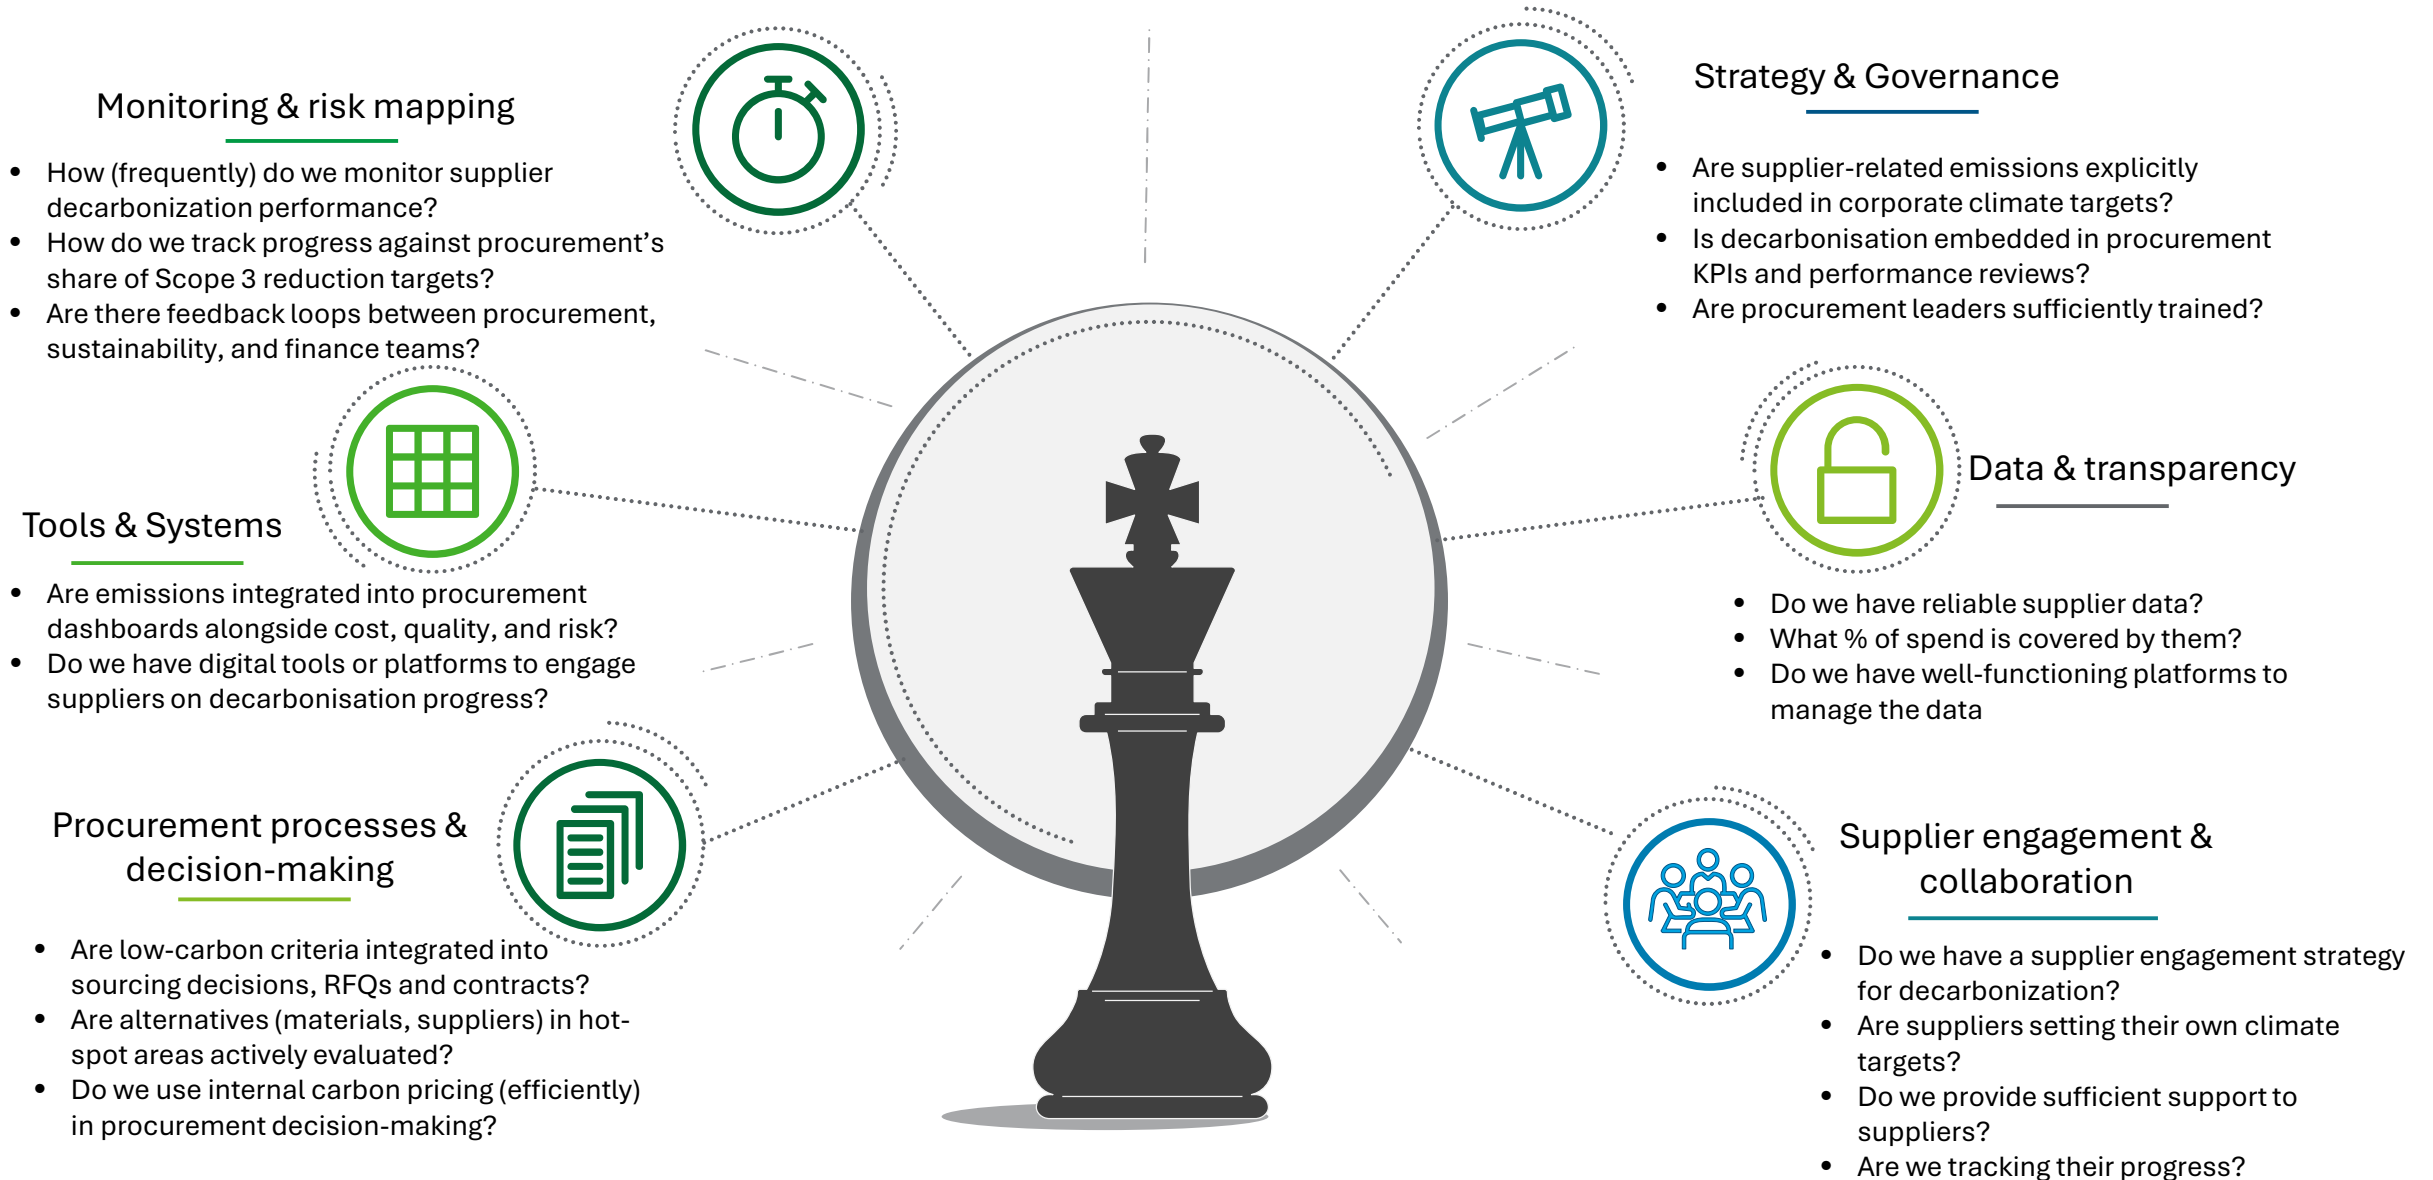 Monitoring & risk mapping
• How (frequently) do we monitor supplier
decarbonization performance?
• How do we track progress against procurement’s
share of Scope 3 reduction targets?
• Are there feedback loops between procurement,
sustainability, and finance teams?
Tools & Systems
• Are emissions integrated into procurement
dashboards alongside cost, quality, and risk?
• Do we have digital tools or platforms to engage
suppliers on decarbonisation progress?
Procurement processes &
decision-making
• Are low-carbon criteria integrated into
sourcing decisions, RFQs and contracts?
• Are alternatives (materials, suppliers) in hot-
spot areas actively evaluated?
• Do we use internal carbon pricing (efficiently)
in procurement decision-making?
Strategy & Governance
• Are supplier-related emissions explicitly
included in corporate climate targets?
• Is decarbonisation embedded in procurement
KPIs and performance reviews?
• Are procurement leaders sufficiently trained?
Data & transparency
• Do we have reliable supplier data?
• What % of spend is covered by them?
• Do we have well-functioning platforms to
manage the data
Supplier engagement &
collaboration
• Do we have a supplier engagement strategy
for decarbonization?
• Are suppliers setting their own climate
targets?
• Do we provide sufficient support to
suppliers?
• Are we tracking their progress?